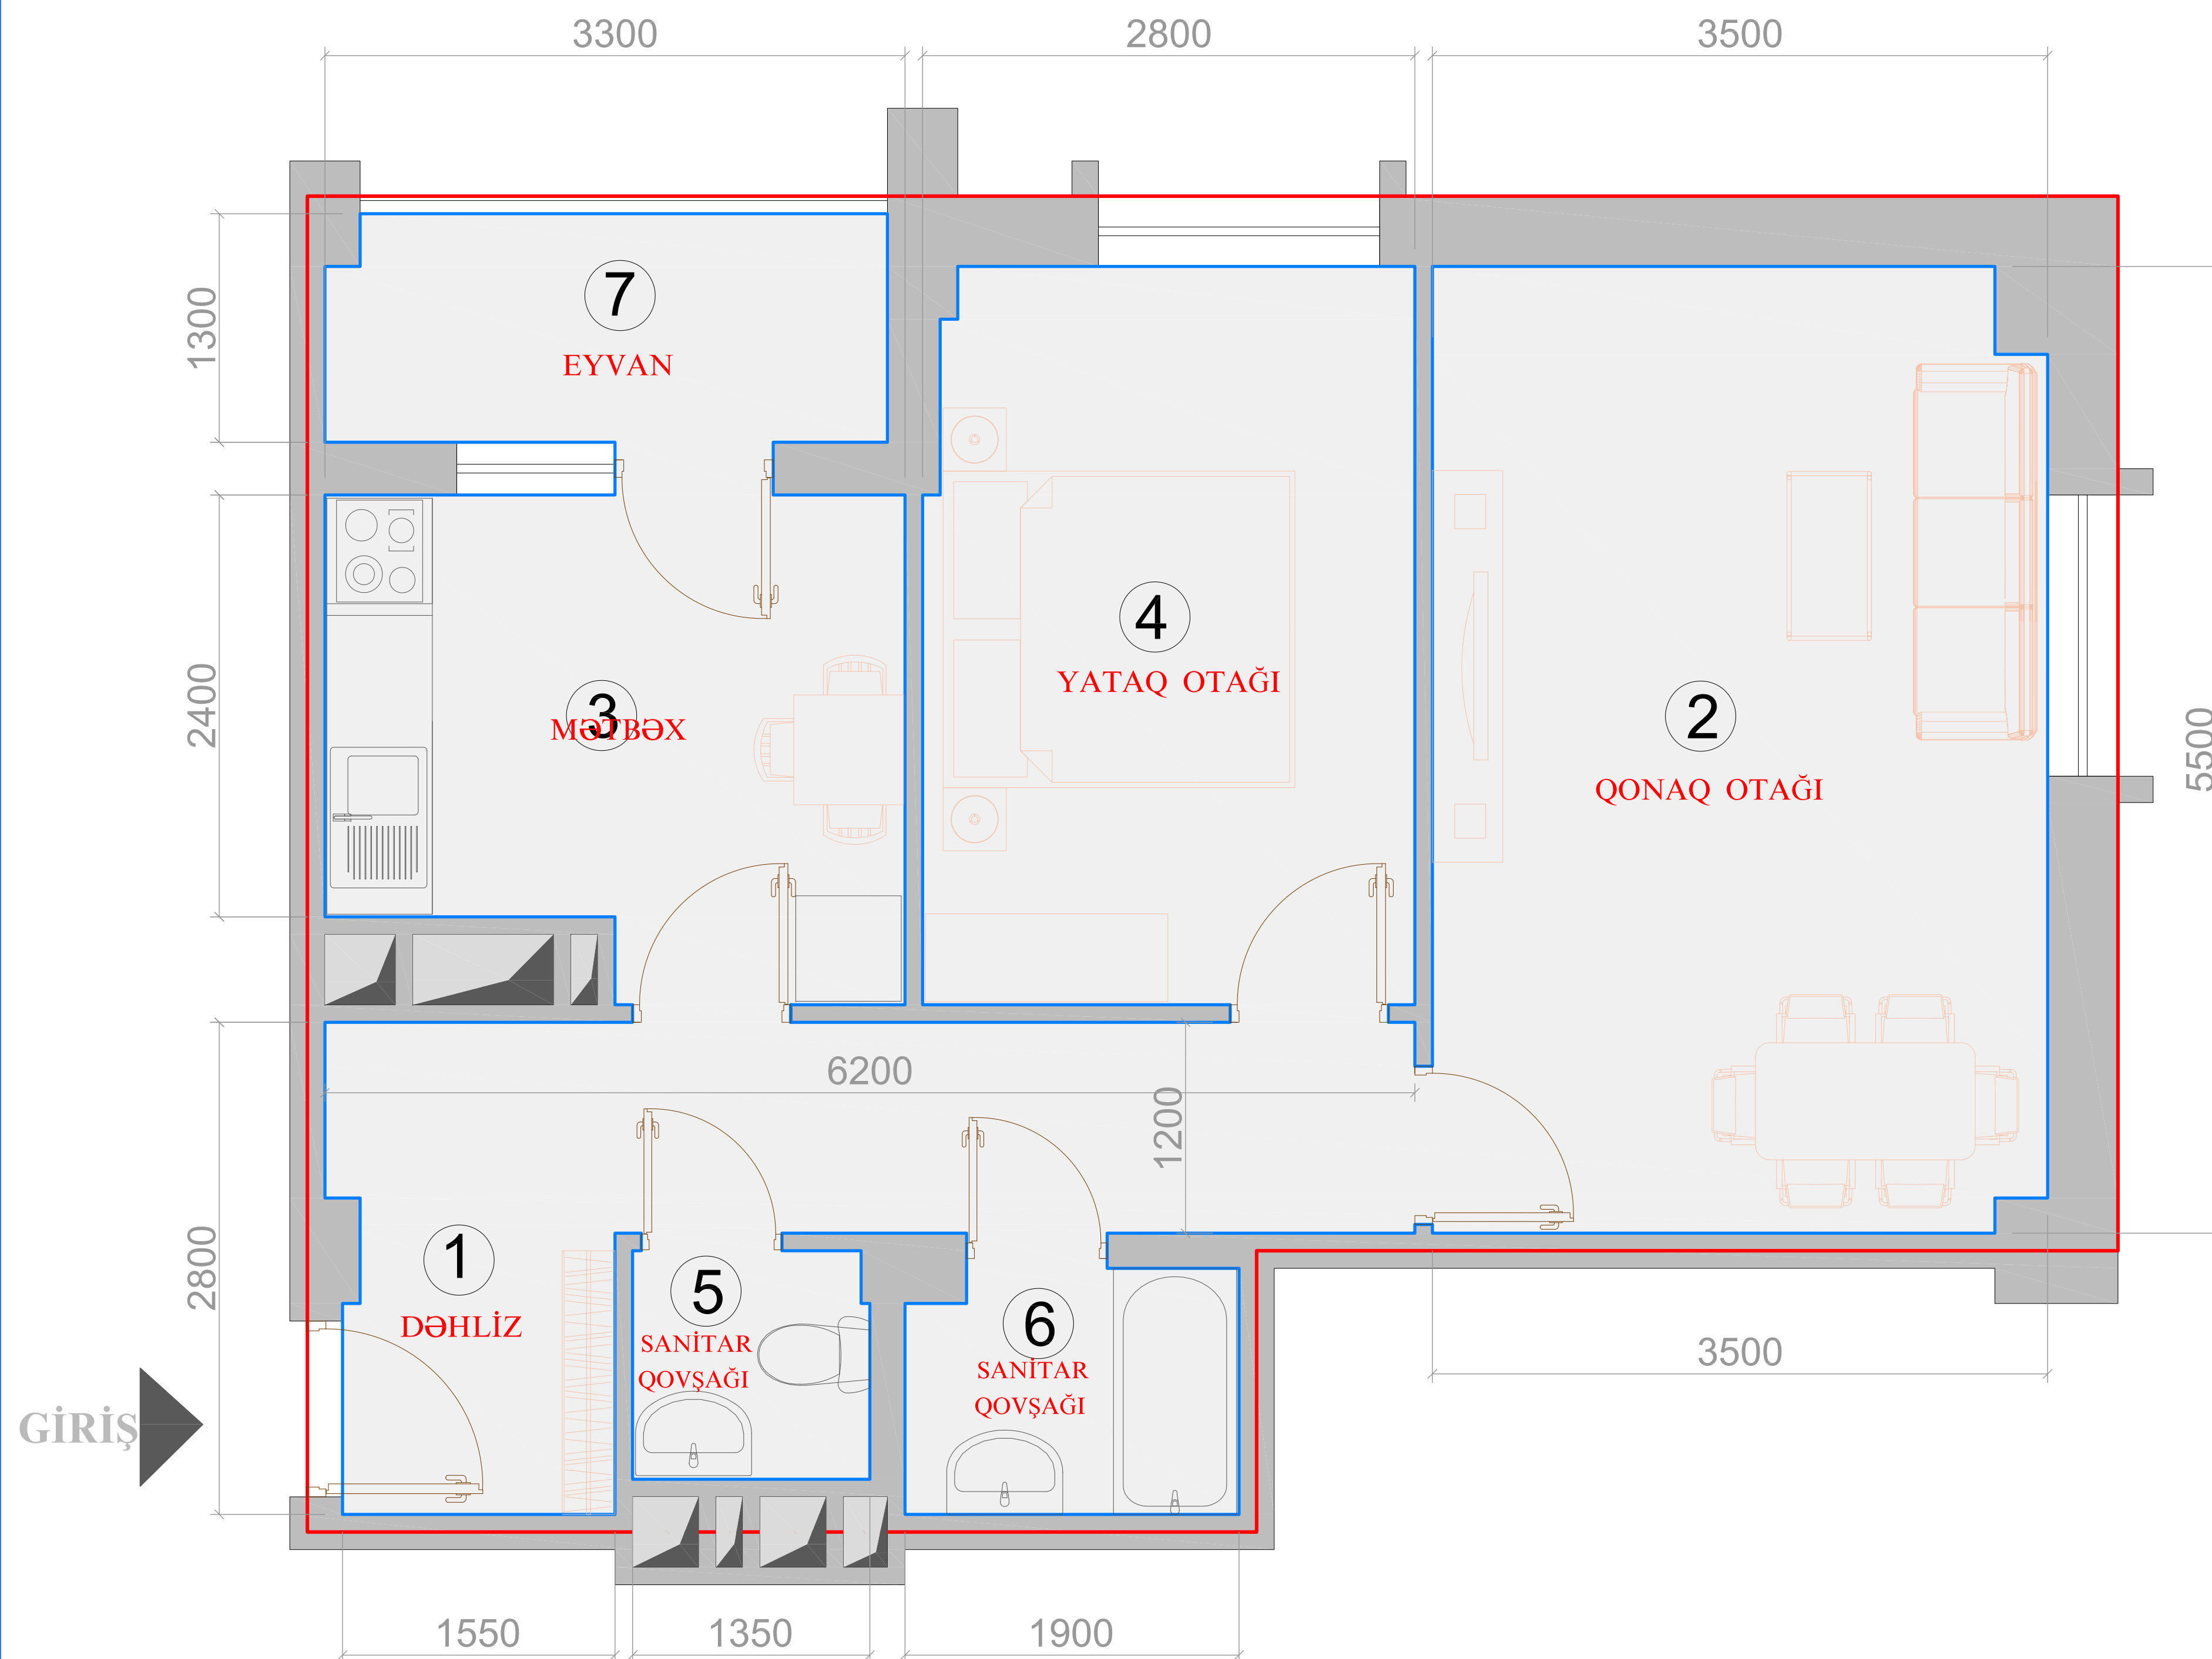 3300
2800
3500
1300
7
EYVAN
4
YATAQ OTAĞI
2400
3
MƏTBƏX
2
QONAQ OTAĞI
5500
6200
1200
2800
1
DƏHLİZ
5
SANİTAR
QOVŞAĞI
6
SANİTAR
QOVŞAĞI
3500
GİRİŞ
1550
1350
1900